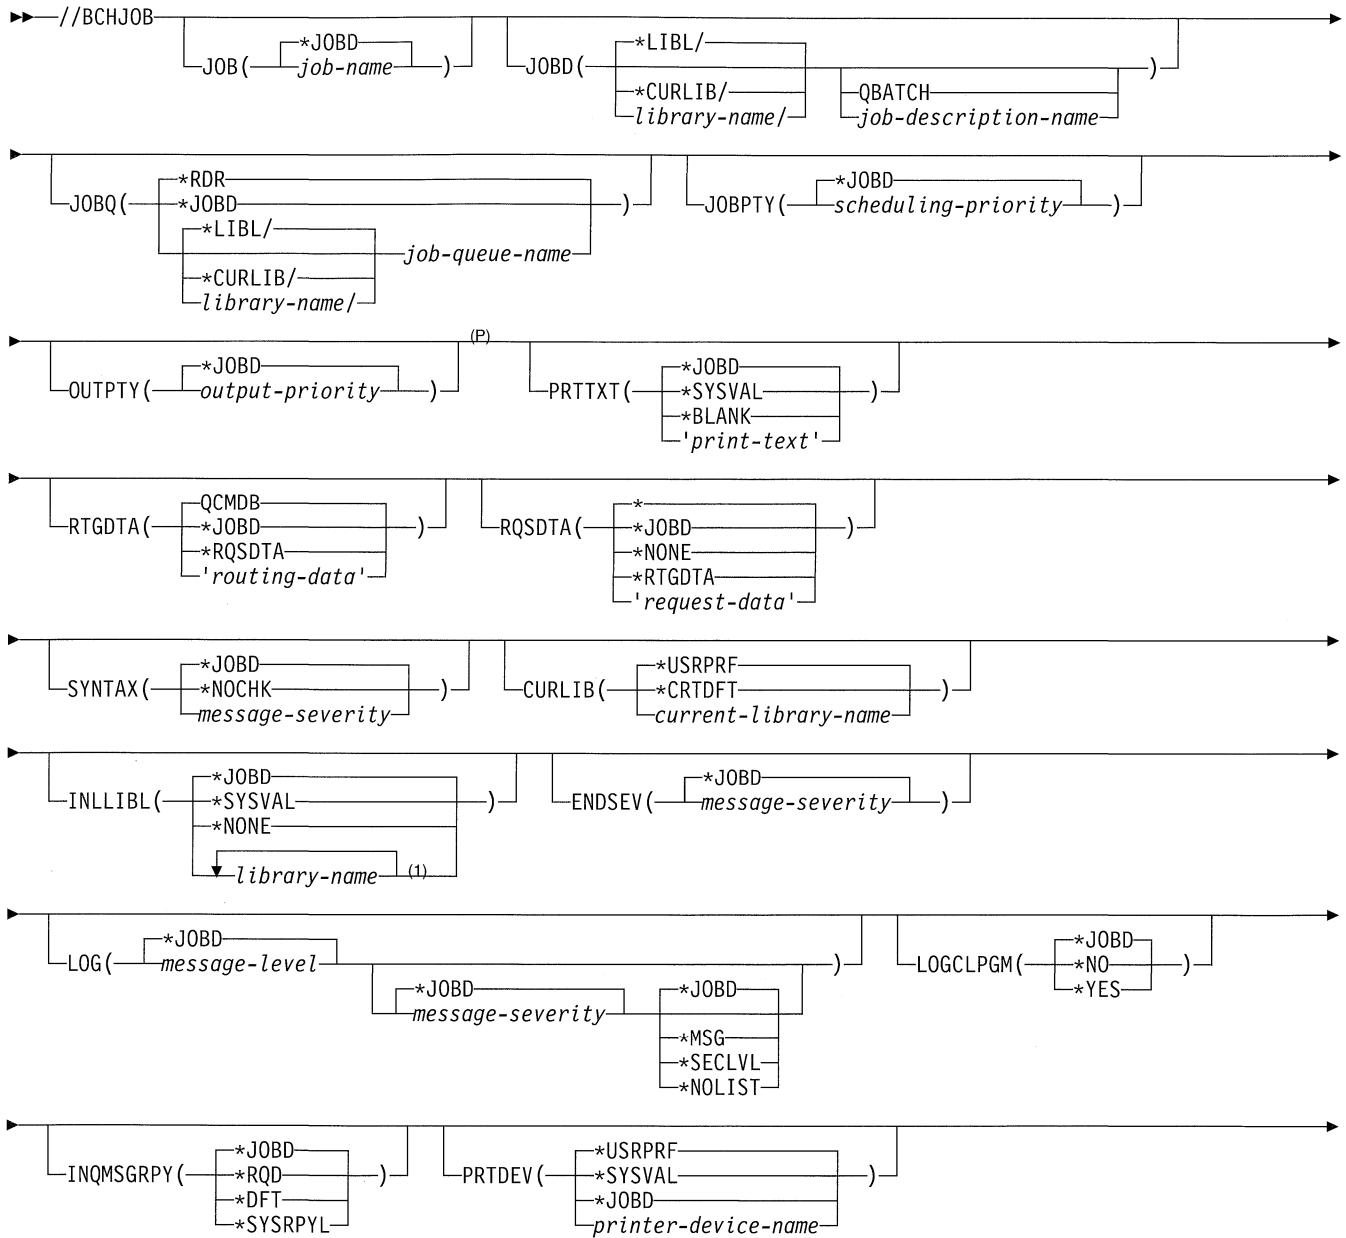 //BCHJOB
JOB( *JOBD job-name )
JOBD( *LIBL/ *CURLIB/ library-name/ QBATCH job-description-name )
JOBQ( *RDR *JOBD *LIBL/ *CURLIB/ library-name/ job-queue-name )
JOBPTY( *JOBD scheduling-priority )
OUTPTY( *JOBD output-priority ) (P)
PRTTXT( *JOBD *SYSVAL *BLANK 'print-text' )
RTGDTA( QCMDB *JOBD *RQSDTA 'routing-data' )
RQSDTA( * *JOBD *NONE *RTGDTA 'request-data' )
SYNTAX( *JOBD *NOCHK message-severity )
CURLIB( *USRPRF *CRTDFT current-library-name )
INLLIBL( *JOBD *SYSVAL *NONE library-name (1) )
ENDSEV( *JOBD message-severity )
LOG( *JOBD message-level *JOBD message-severity *JOBD *MSG *SECLVL *NOLIST )
LOGCLPGM( *JOBD *NO *YES )
INQMSGRPY( *JOBD *RQD *DFT *SYSRPYL )
PRTDEV( *USRPRF *SYSVAL *JOBD printer-device-name )